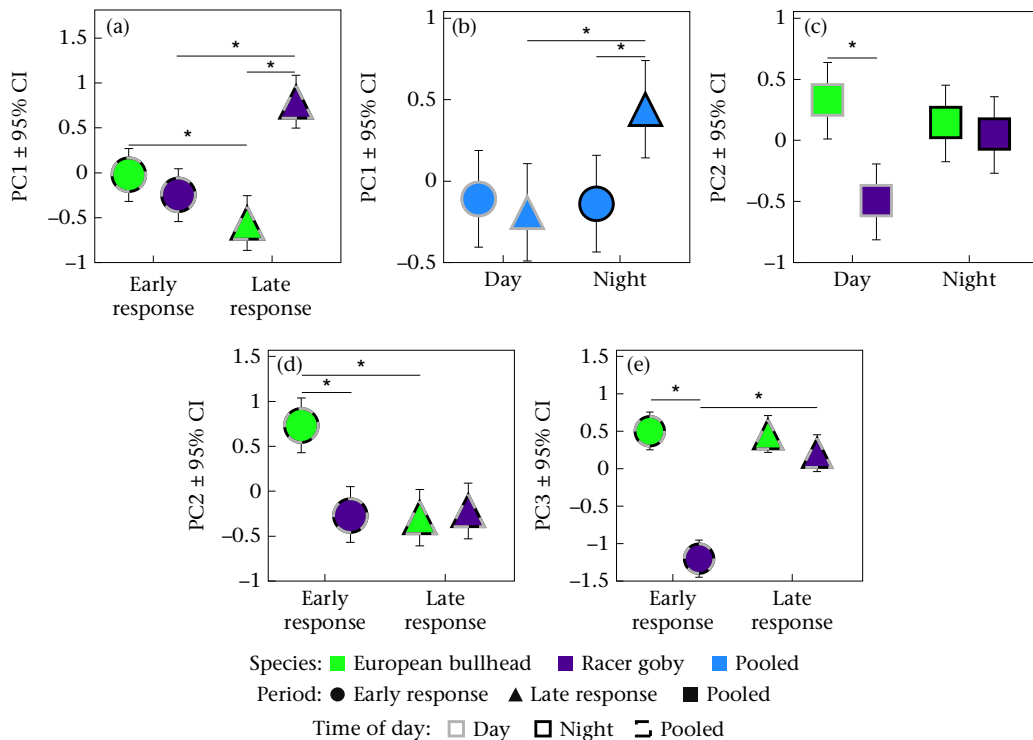 (a)
PC1 ± 95% CI
1.5
1
0.5
0
−0.5
−1
* * *
Early response
Late response
(b)
PC1 ± 95% CI
1
0
−0.5
* *
Day
Night
(c)
PC2 ± 95% CI
1
0.5
0
−0.5
−1
*
Day
Night
(d)
PC2 ± 95% CI
1.5
1
0.5
0
−0.5
−1
* *
Early response
Late response
(e)
PC3 ± 95% CI
1.5
1
0.5
0
−1
−1.5
* *
Early response
Late response
Species: European bullhead Racer goby Pooled
Period: Early response Late response Pooled
Time of day: Day Night Pooled